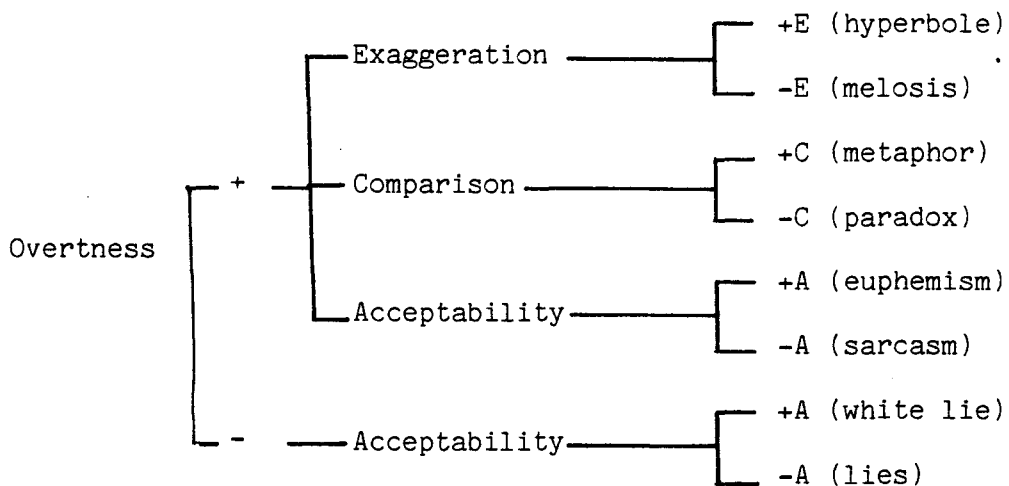 +E (hyperbole)
Exaggeration
-E (melosis)
+C (metaphor)
+
Comparison
-C (paradox)
Overtness
+A (euphemism)
Acceptability
-A (sarcasm)
+A (white lie)
-
Acceptability
-A (lies)